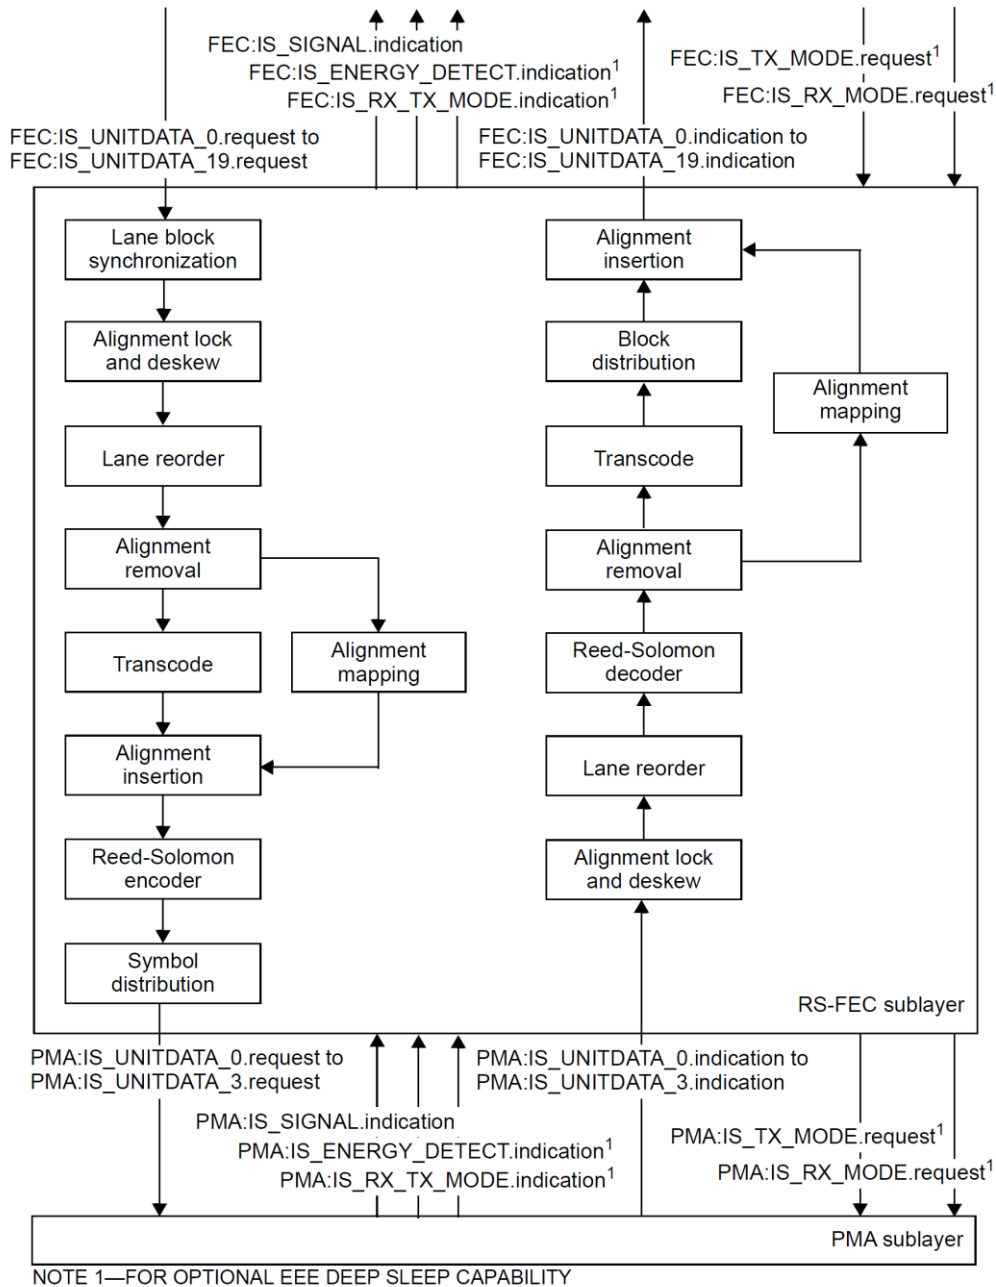 FEC:IS_SIGNAL.indication
FEC:IS_ENERGY_DETECT.indication1
FEC:IS_RX_TX_MODE.indication1
FEC:IS_TX_MODE.request1
FEC:IS_RX_MODE.request1
FEC:IS_UNITDATA_0.request to
FEC:IS_UNITDATA_19.request
FEC:IS_UNITDATA_0.indication to
FEC:IS_UNITDATA_19.indication
Lane block
synchronization
Alignment lock
and deskew
Lane reorder
Alignment
removal
Transcode
Alignment
mapping
Alignment
insertion
Reed-Solomon
encoder
Symbol
distribution
Alignment
insertion
Block
distribution
Alignment
mapping
Transcode
Alignment
removal
Reed-Solomon
decoder
Lane reorder
Alignment lock
and deskew
RS-FEC sublayer
PMA:IS_UNITDATA_0.request to
PMA:IS_UNITDATA_3.request
PMA:IS_UNITDATA_0.indication to
PMA:IS_UNITDATA_3.indication
PMA:IS_SIGNAL.indication
PMA:IS_ENERGY_DETECT.indication1
PMA:IS_RX_TX_MODE.indication1
PMA:IS_TX_MODE.request1
PMA:IS_RX_MODE.request1
PMA sublayer
NOTE 1—FOR OPTIONAL EEE DEEP SLEEP CAPABILITY